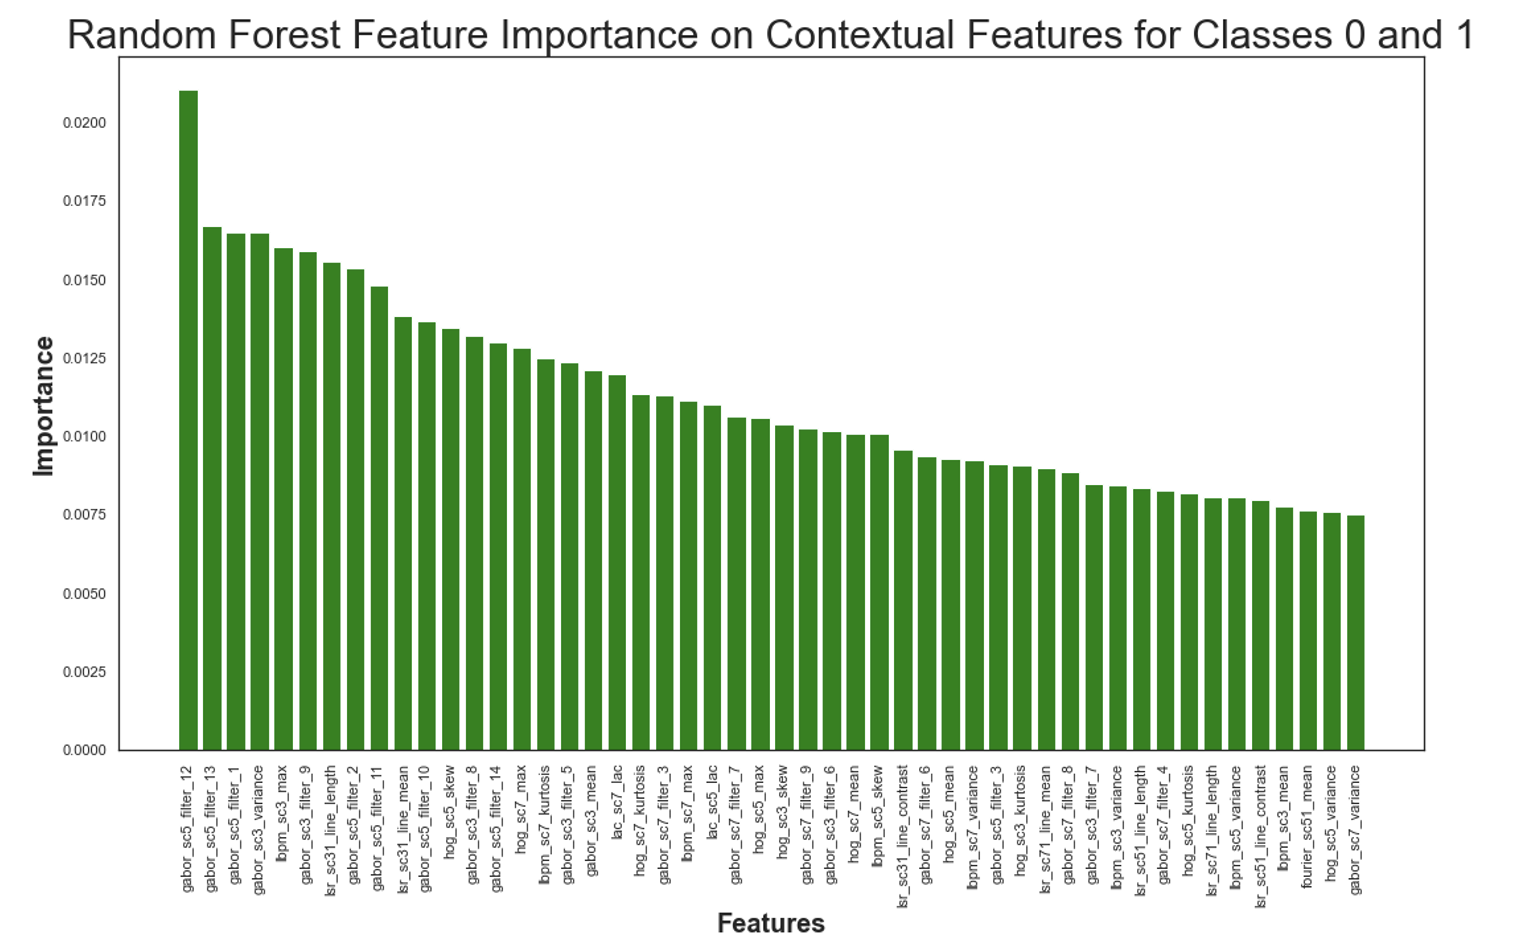 Random Forest Feature Importance on Contextual Features for Classes 0 and 1
Importance
0.0200
0.0175
0.0150
0.0125
0.0100
0.0075
0.0050
0.0025
0.0000
gabor_sc5_filter_12
gabor_sc5_filter_13
gabor_sc5_filter_1
gabor_sc3_variance
lbpm_sc3_max
gabor_sc3_filter_9
lsr_sc31_line_length
gabor_sc5_filter_2
gabor_sc5_filter_11
lsr_sc31_line_mean
gabor_sc5_filter_10
hog_sc5_skew
gabor_sc3_filter_8
gabor_sc5_filter_14
hog_sc7_max
lbpm_sc7_kurtosis
gabor_sc3_filter_5
gabor_sc3_mean
lac_sc7_lac
hog_sc7_kurtosis
gabor_sc7_filter_3
lbpm_sc7_max
lac_sc5_lac
gabor_sc7_filter_7
hog_sc5_max
hog_sc3_skew
gabor_sc7_filter_9
gabor_sc3_filter_6
hog_sc7_mean
lbpm_sc5_skew
lsr_sc31_line_contrast
gabor_sc7_filter_6
hog_sc5_mean
lbpm_sc7_variance
gabor_sc5_filter_3
hog_sc3_kurtosis
lsr_sc71_line_mean
gabor_sc7_filter_8
gabor_sc3_filter_7
lbpm_sc3_variance
lsr_sc51_line_length
gabor_sc7_filter_4
hog_sc5_kurtosis
lsr_sc71_line_length
lbpm_sc5_variance
lsr_sc51_line_contrast
lbpm_sc3_mean
fourier_sc51_mean
hog_sc5_variance
gabor_sc7_variance
Features